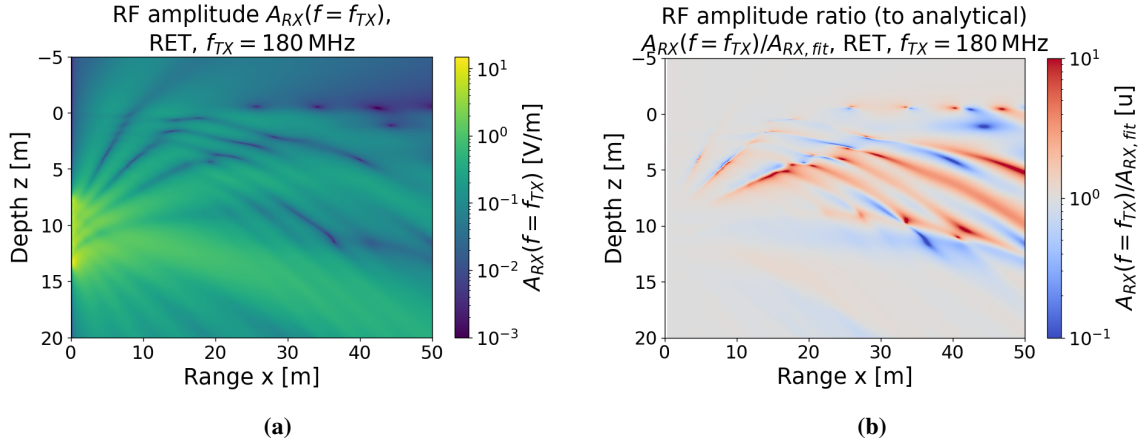 RF amplitude A_RX(f = f_TX),
RET, f_TX = 180 MHz
−5
0
5
10
15
20
Depth z [m]
0 10 20 30 40 50
Range x [m]
10^1
10^0
10^−1
10^−2
10^−3
A_RX(f = f_TX) [V/m]
(a)
RF amplitude ratio (to analytical)
A_RX(f = f_TX)/A_RX, fit, RET, f_TX = 180 MHz
−5
0
5
10
15
20
Depth z [m]
0 10 20 30 40 50
Range x [m]
10^1
10^0
10^−1
A_RX(f = f_TX)/A_RX, fit [u]
(b)